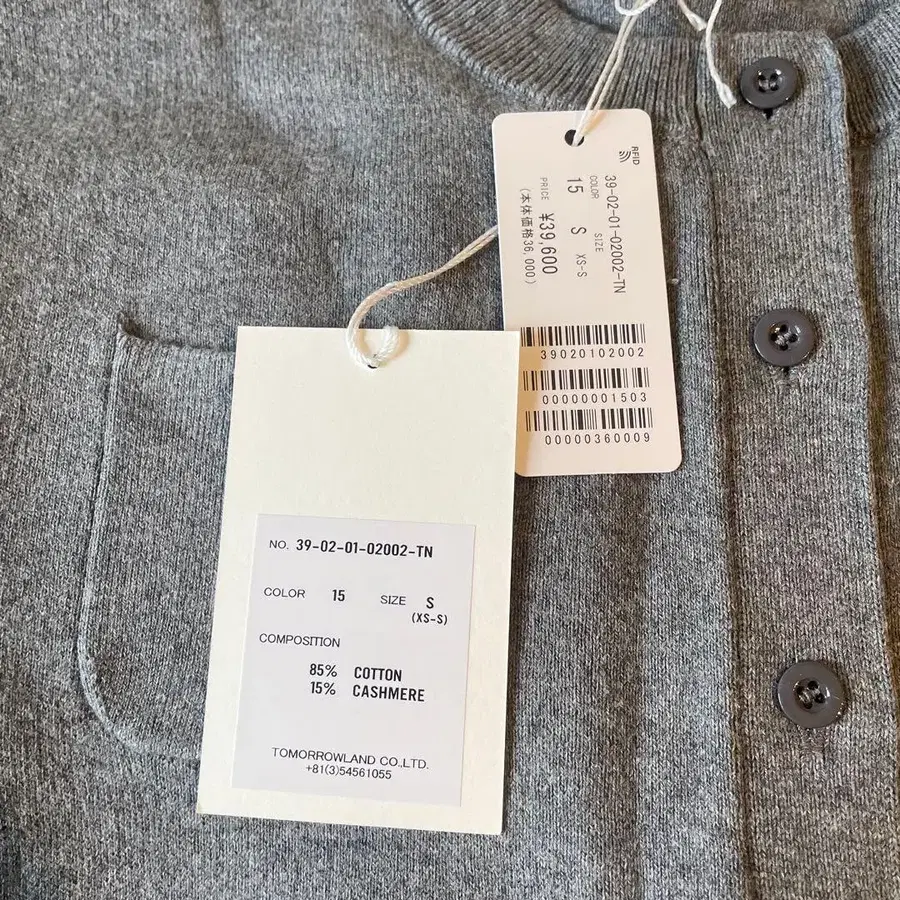 RFID
39-02-01-02002-TN
COLOR SIZE
15 S XS-S
PRICE ¥39,600
(本体価格36,000)
39020102002
00000001503
00000360009
NO. 39-02-01-02002-TN
COLOR 15 SIZE S
(XS-S)
COMPOSITION
85% COTTON
15% CASHMERE
TOMORROWLAND CO.,LTD.
+81(3)54561055